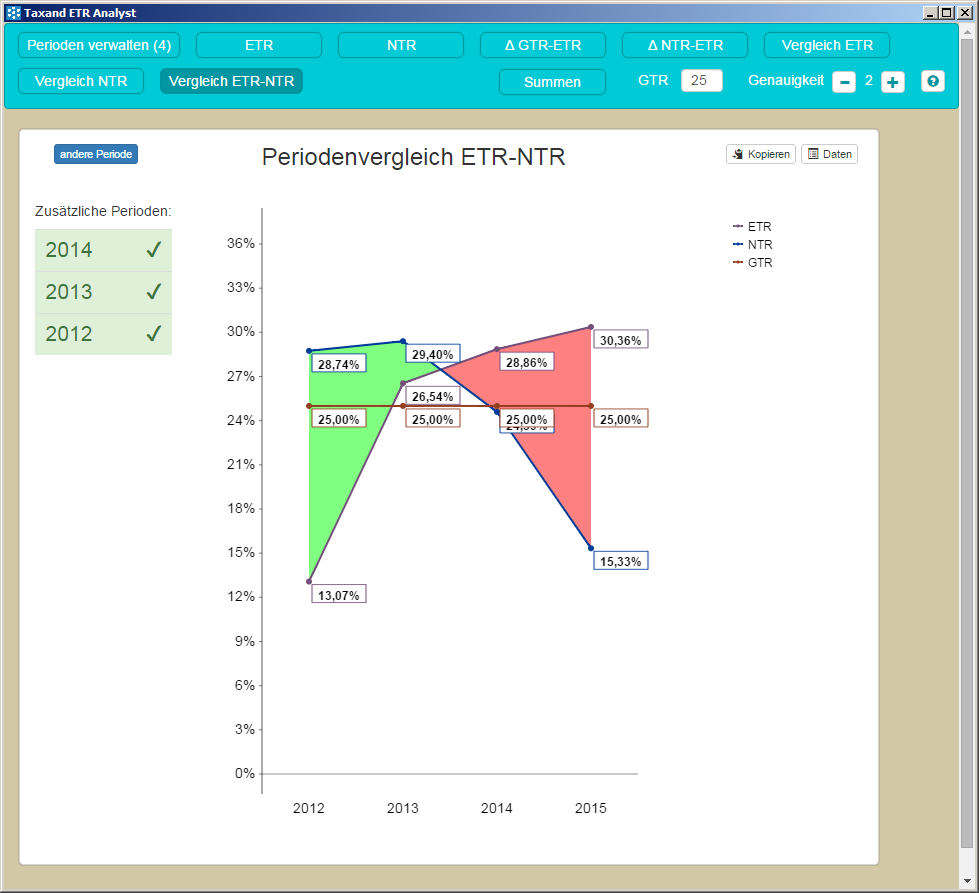 Taxand ETR Analyst
Perioden verwalten (4) ETR NTR Δ GTR-ETR Δ NTR-ETR Vergleich ETR
Vergleich NTR Vergleich ETR-NTR Summen GTR 25 Genauigkeit 2
andere Periode
Periodenvergleich ETR-NTR
Kopieren Daten
Zusätzliche Perioden:
2014
2013
2012
ETR
NTR
GTR
36%
33%
30%
27%
24%
21%
18%
15%
12%
9%
6%
3%
0%
30,36%
29,40%
28,74%
28,86%
26,54%
25,00%
25,00%
25,00%
25,00%
15,33%
13,07%
2012 2013 2014 2015